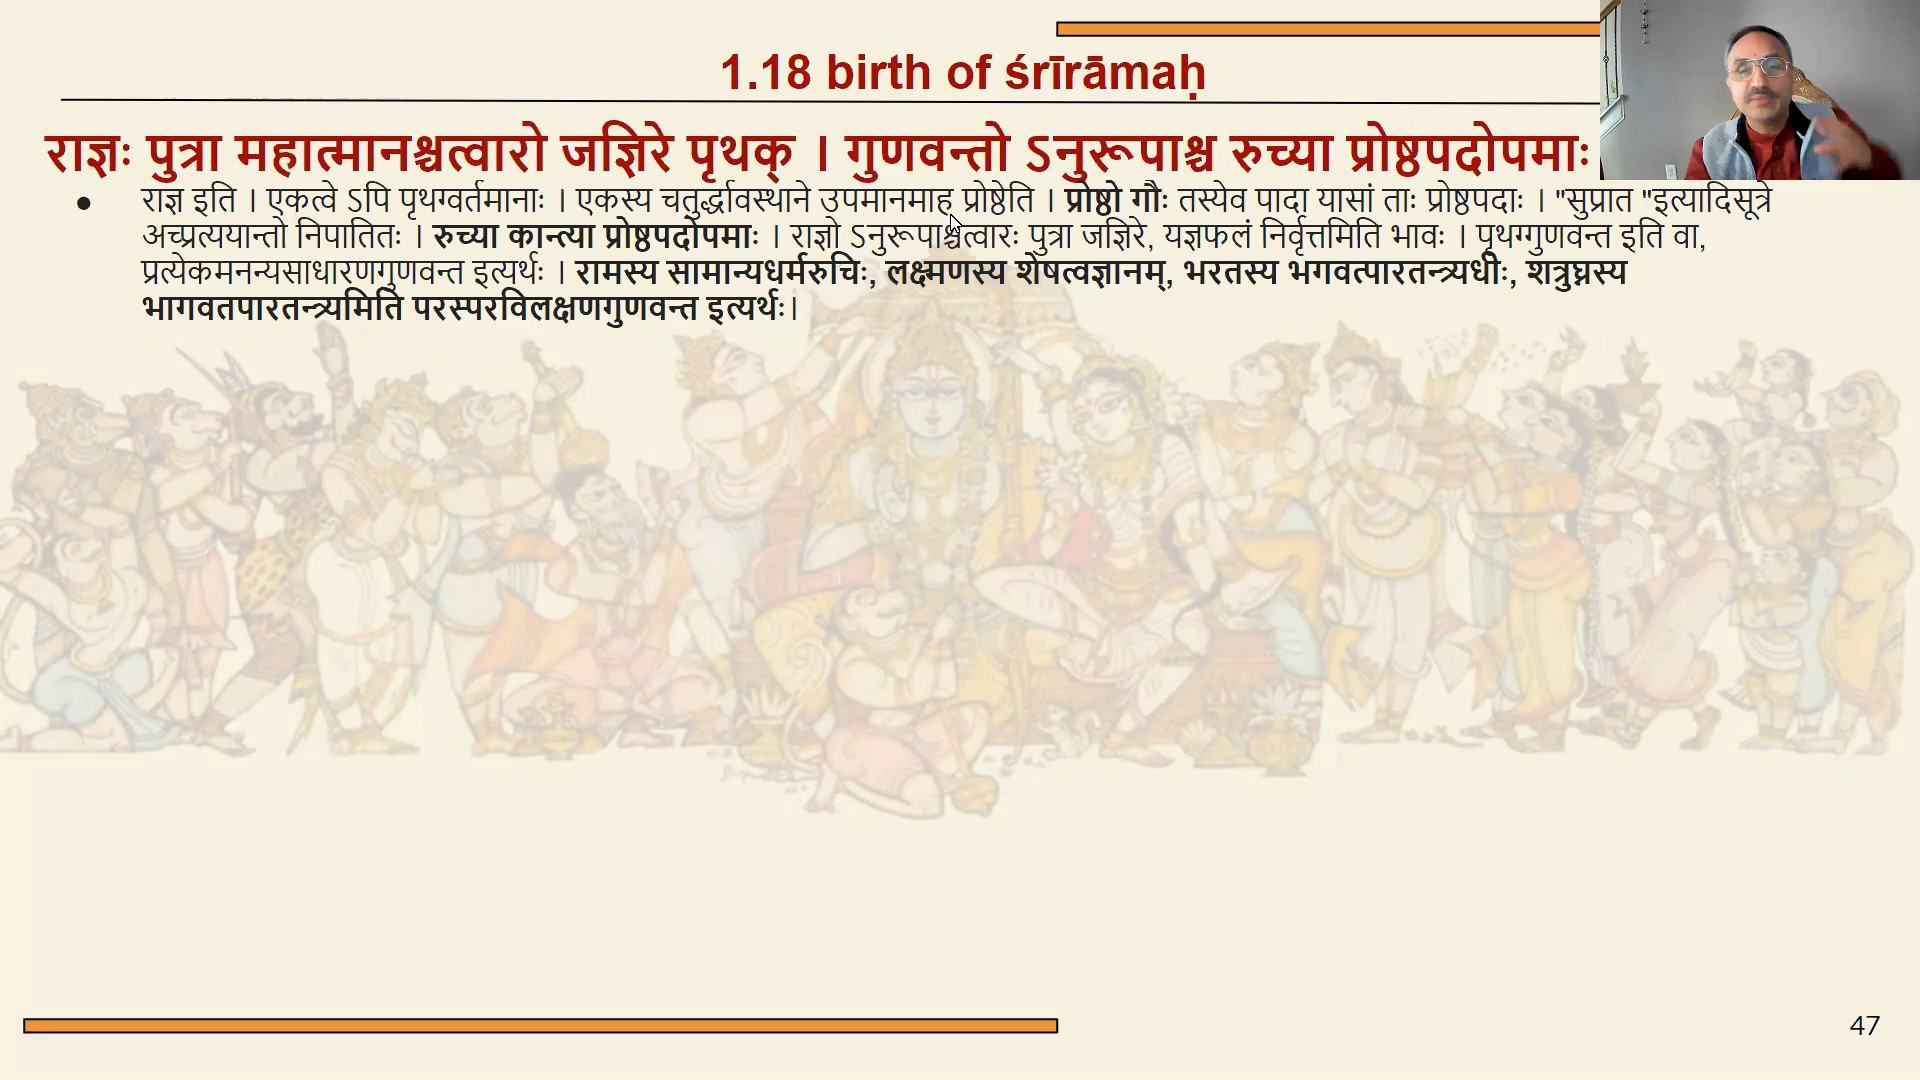 1.18 birth of śrīrāmaḥ
राज्ञः पुत्रा महात्मानश्चत्वारो जज्ञिरे पृथक् । गुणवन्तो ऽनुरूपाश्च रुच्या प्रोष्ठपदोपमाः
● राज्ञ इति । एकत्वे ऽपि पृथग्वर्तमानाः । एकस्य चतुर्द्धावस्थाने उपमानमाह प्रोष्ठेति । प्रोष्ठो गौः तस्येव पादा यासां ताः प्रोष्ठपदाः । "सुप्रात "इत्यादिसूत्रे
अच्प्रत्ययान्तो निपातितः । रुच्या कान्त्या प्रोष्ठपदोपमाः । राज्ञो ऽनुरूपाश्चत्वारः पुत्रा जज्ञिरे, यज्ञफलं निर्वृत्तमिति भावः । पृथग्गुणवन्त इति वा,
प्रत्येकमनन्यसाधारणगुणवन्त इत्यर्थः । रामस्य सामान्यधर्मरुचिः, लक्ष्मणस्य शेषत्वज्ञानम्, भरतस्य भगवत्पारतन्त्र्यधीः, शत्रुघ्नस्य
भागवतपारतन्त्र्यमिति परस्परविलक्षणगुणवन्त इत्यर्थः।
47